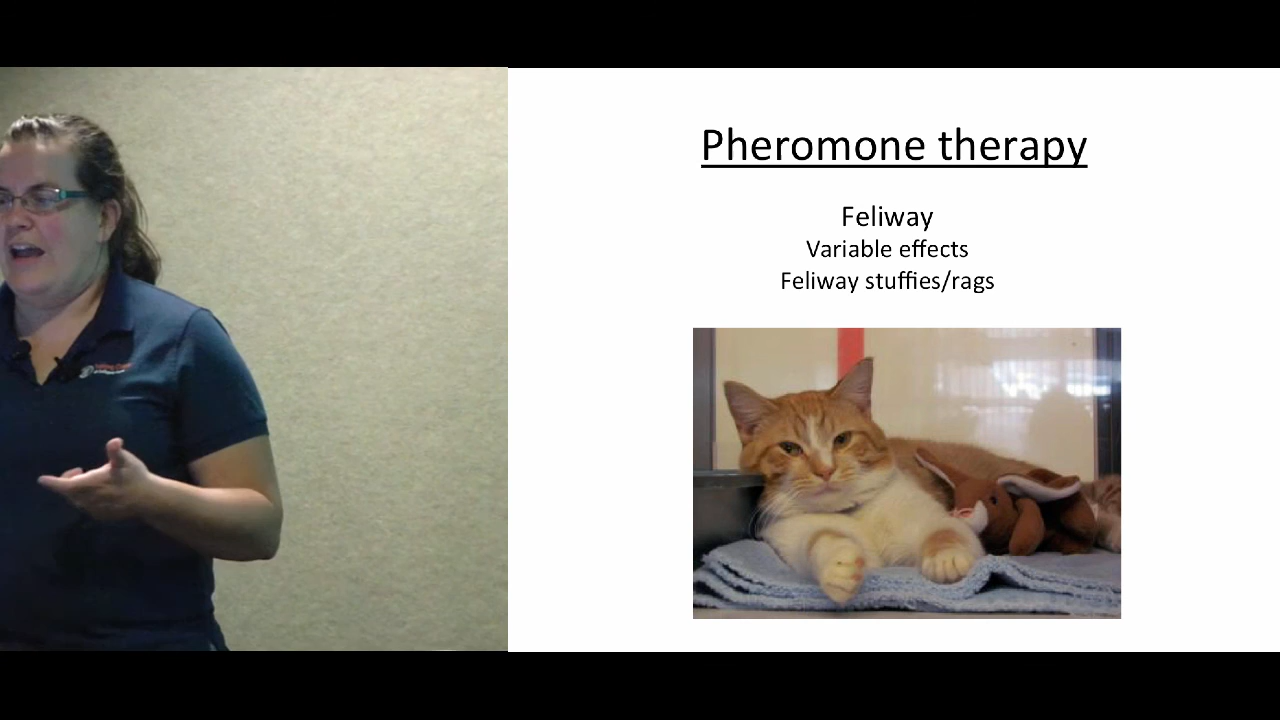 Pheromone therapy
Feliway
Variable effects
Feliway stuffies/rags